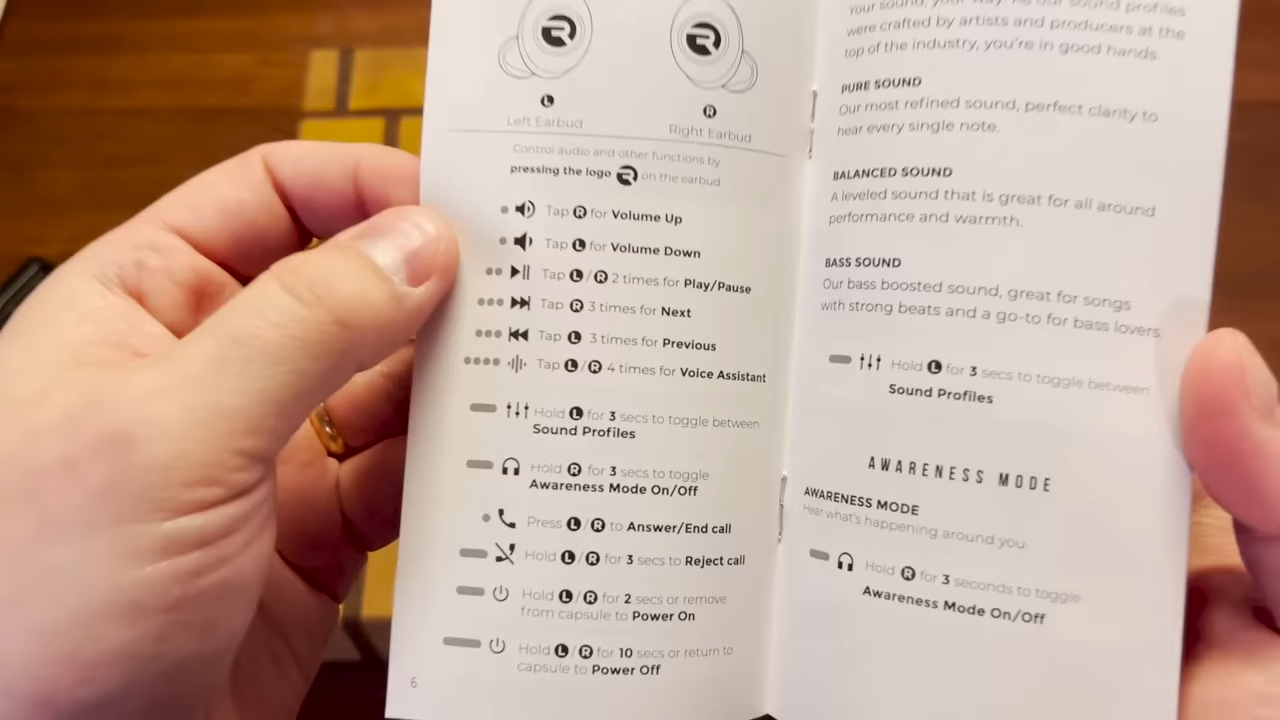 L R
Left Earbud Right Earbud
Control audio and other functions by
pressing the logo R on the earbud
Tap R for Volume Up
Tap L for Volume Down
Tap L / R 2 times for Play/Pause
Tap R 3 times for Next
Tap L 3 times for Previous
Tap L / R 4 times for Voice Assistant
Hold L for 3 secs to toggle between
Sound Profiles
Hold R for 3 secs to toggle
Awareness Mode On/Off
Press L / R to Answer/End call
Hold L / R for 3 secs to Reject call
Hold L / R for 2 secs or remove
from capsule to Power On
Hold L / R for 10 secs or return to
capsule to Power Off
6
your sound, your way. As our sound profiles
were crafted by artists and producers at the
top of the industry, you're in good hands.
PURE SOUND
Our most refined sound, perfect clarity to
hear every single note.
BALANCED SOUND
A leveled sound that is great for all around
performance and warmth.
BASS SOUND
Our bass boosted sound, great for songs
with strong beats and a go-to for bass lovers.
Hold L for 3 secs to toggle between
Sound Profiles
AWARENESS MODE
AWARENESS MODE
Hear what's happening around you.
Hold R for 3 seconds to toggle
Awareness Mode On/Off